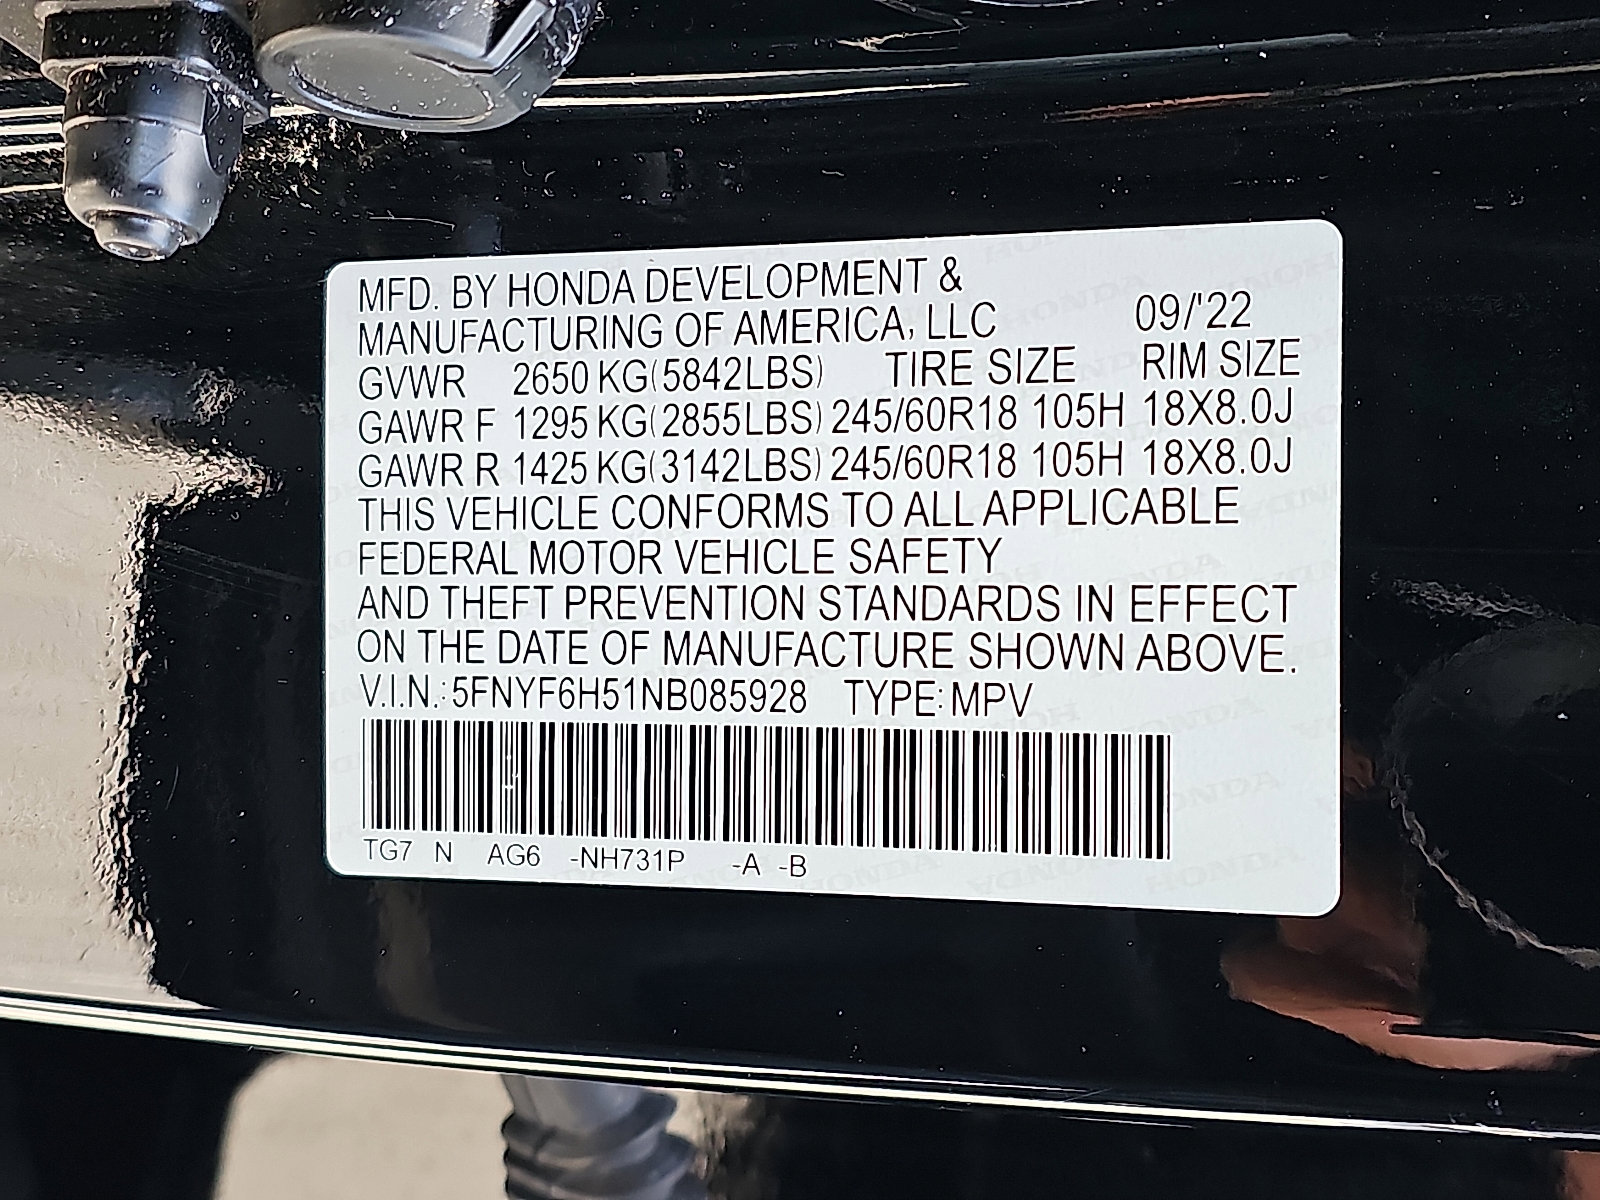 MFD. BY HONDA DEVELOPMENT &
MANUFACTURING OF AMERICA, LLC 09/'22
GVWR 2650 KG(5842LBS) TIRE SIZE RIM SIZE
GAWR F 1295 KG(2855LBS) 245/60R18 105H 18X8.0J
GAWR R 1425 KG(3142LBS) 245/60R18 105H 18X8.0J
THIS VEHICLE CONFORMS TO ALL APPLICABLE
FEDERAL MOTOR VEHICLE SAFETY
AND THEFT PREVENTION STANDARDS IN EFFECT
ON THE DATE OF MANUFACTURE SHOWN ABOVE.
V.I.N.: 5FNYF6H51NB085928 TYPE: MPV
TG7 N AG6 -NH731P -A -B